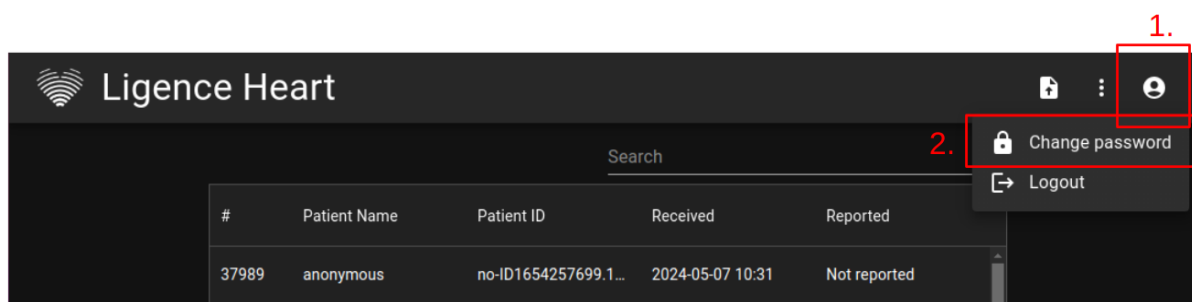 1.
Ligence Heart
2.
Change password
Search
Logout
# Patient Name Patient ID Received Reported
37989 anonymous no-ID1654257699.1... 2024-05-07 10:31 Not reported